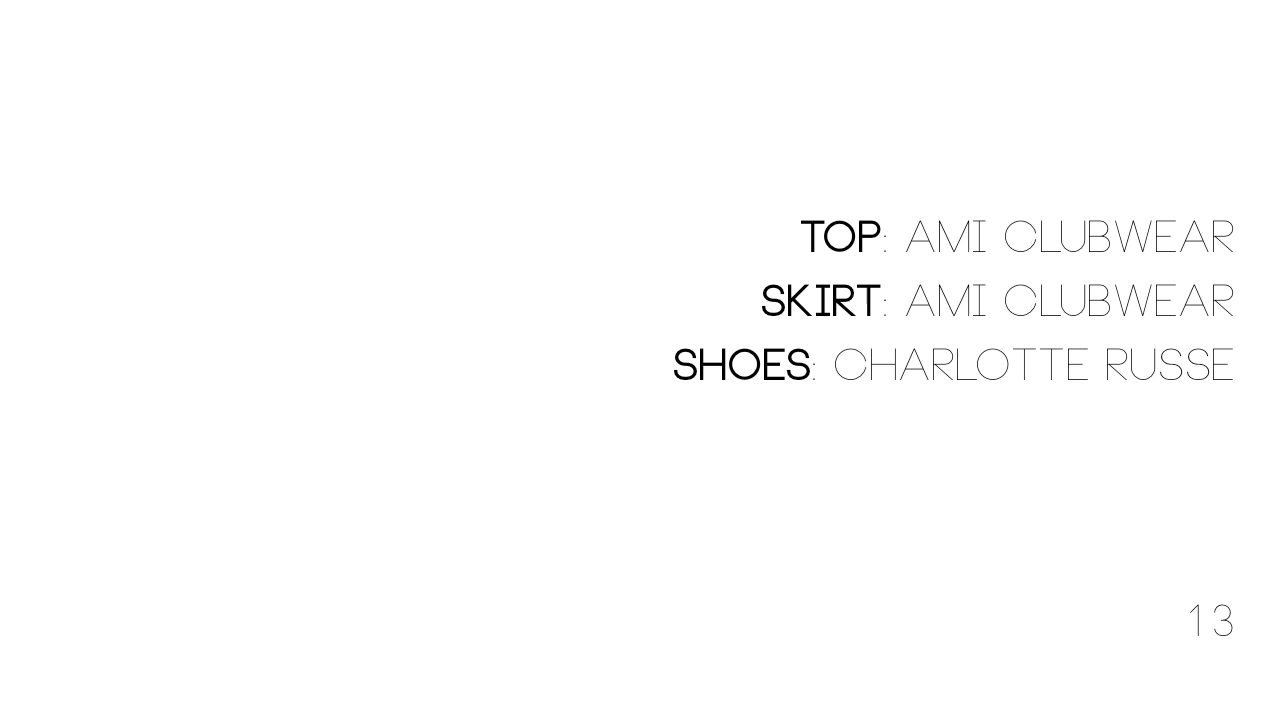 TOP: AMI CLUBWEAR
SKIRT: AMI CLUBWEAR
SHOES: CHARLOTTE RUSSE
13